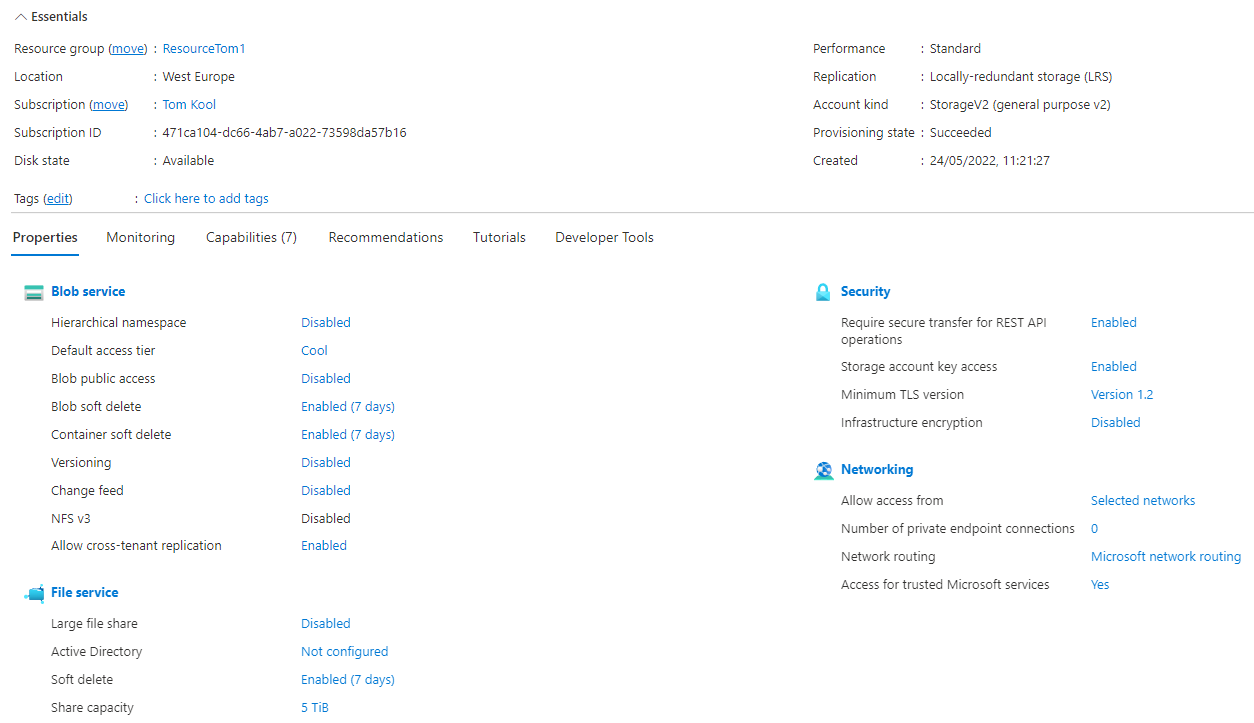 Essentials
Resource group (move) : ResourceTom1
Location : West Europe
Subscription (move) : Tom Kool
Subscription ID : 471ca104-dc66-4ab7-a022-73598da57b16
Disk state : Available
Tags (edit) : Click here to add tags
Performance : Standard
Replication : Locally-redundant storage (LRS)
Account kind : StorageV2 (general purpose v2)
Provisioning state : Succeeded
Created : 24/05/2022, 11:21:27
Properties Monitoring Capabilities (7) Recommendations Tutorials Developer Tools
Blob service
Hierarchical namespace Disabled
Default access tier Cool
Blob public access Disabled
Blob soft delete Enabled (7 days)
Container soft delete Enabled (7 days)
Versioning Disabled
Change feed Disabled
NFS v3 Disabled
Allow cross-tenant replication Enabled
File service
Large file share Disabled
Active Directory Not configured
Soft delete Enabled (7 days)
Share capacity 5 TiB
Security
Require secure transfer for REST API Enabled
operations
Storage account key access Enabled
Minimum TLS version Version 1.2
Infrastructure encryption Disabled
Networking
Allow access from Selected networks
Number of private endpoint connections 0
Network routing Microsoft network routing
Access for trusted Microsoft services Yes